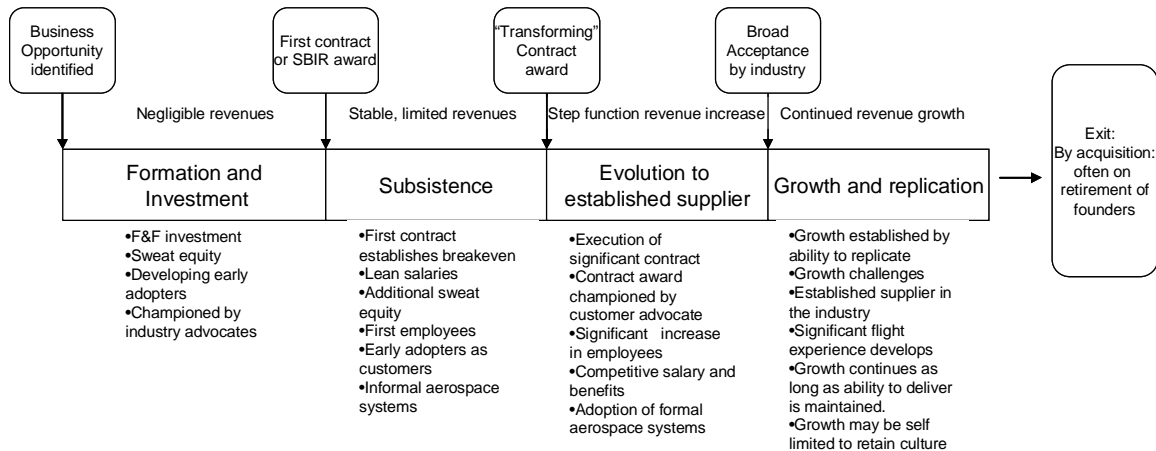 Business
Opportunity
identified
First contract
or SBIR award
“Transforming”
Contract
award
Broad
Acceptance
by industry
Negligible revenues
Stable, limited revenues
Step function revenue increase
Continued revenue growth
Formation and
Investment
Subsistence
Evolution to
established supplier
Growth and replication
Exit:
By acquisition:
often on
retirement of
founders
•F&F investment
•Sweat equity
•Developing early
adopters
•Championed by
industry advocates
•First contract
establishes breakeven
•Lean salaries
•Additional sweat
equity
•First employees
•Early adopters as
customers
•Informal aerospace
systems
•Execution of
significant contract
•Contract award
championed by
customer advocate
•Significant increase
in employees
•Competitive salary and
benefits
•Adoption of formal
aerospace systems
•Growth established by
ability to replicate
•Growth challenges
•Established supplier in
the industry
•Significant flight
experience develops
•Growth continues as
long as ability to deliver
is maintained.
•Growth may be self
limited to retain culture